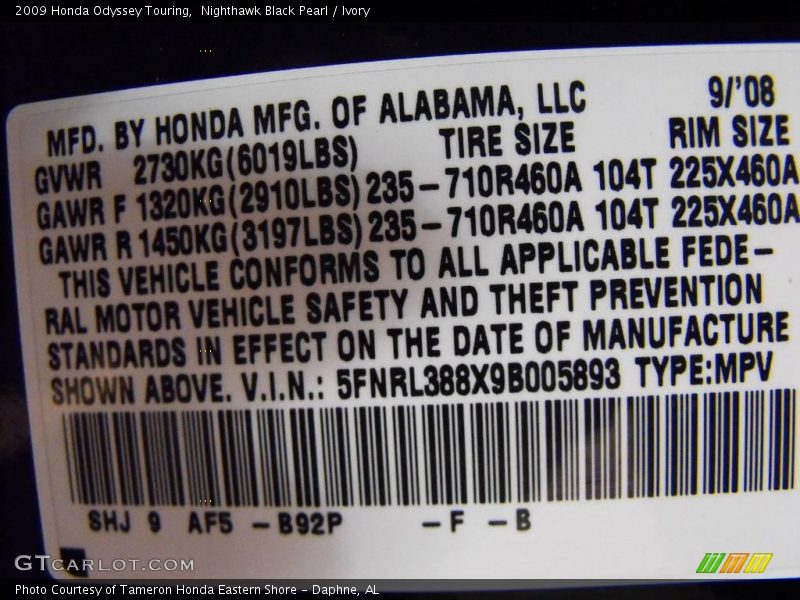 2009 Honda Odyssey Touring,  Nighthawk Black Pearl / Ivory
9/'08
MFD. BY HONDA MFG. OF ALABAMA, LLC
GVWR 2730KG(6019LBS) TIRE SIZE RIM SIZE
GAWR F 1320KG(2910LBS) 235-710R460A 104T 225X460A
GAWR R 1450KG(3197LBS) 235-710R460A 104T 225X460A
THIS VEHICLE CONFORMS TO ALL APPLICABLE FEDE-
RAL MOTOR VEHICLE SAFETY AND THEFT PREVENTION
STANDARDS IN EFFECT ON THE DATE OF MANUFACTURE
SHOWN ABOVE. V.I.N.: 5FNRL388X9B005893 TYPE:MPV
SHJ 9 AF5 -B92P -F -B
GTCARLOT.COM
Photo Courtesy of Tameron Honda Eastern Shore - Daphne, AL